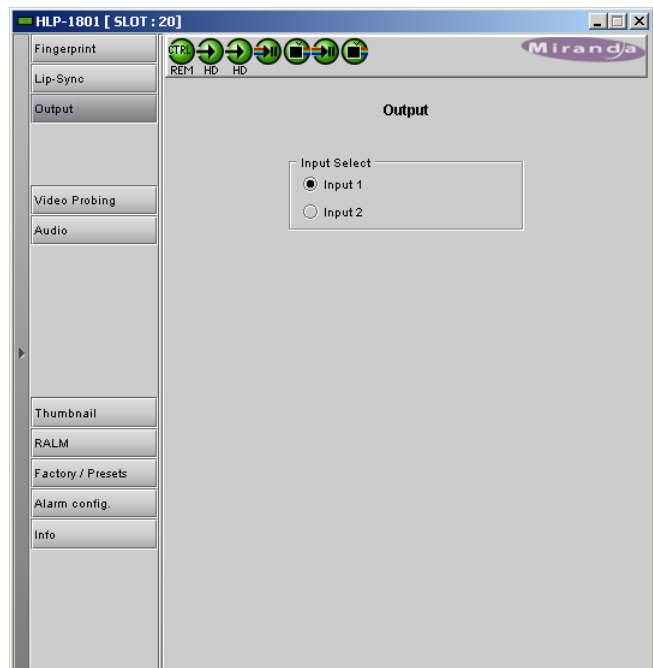 HLP-1801 [ SLOT : 20]
Fingerprint
Lip-Sync
Output
Video Probing
Audio
Thumbnail
RALM
Factory / Presets
Alarm config.
Info
CTRL
REM HD HD
Miranda
Output
Input Select
Input 1
Input 2